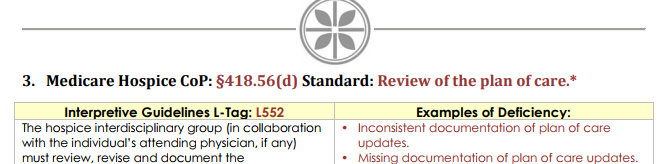 3. Medicare Hospice CoP: §418.56(d) Standard: Review of the plan of care.*
Interpretive Guidelines L-Tag: L552
The hospice interdisciplinary group (in collaboration
with the individual's attending physician, if any)
must review, revise and document the
Examples of Deficiency:
• Inconsistent documentation of plan of care
updates.
• Missing documentation of plan of care updates.